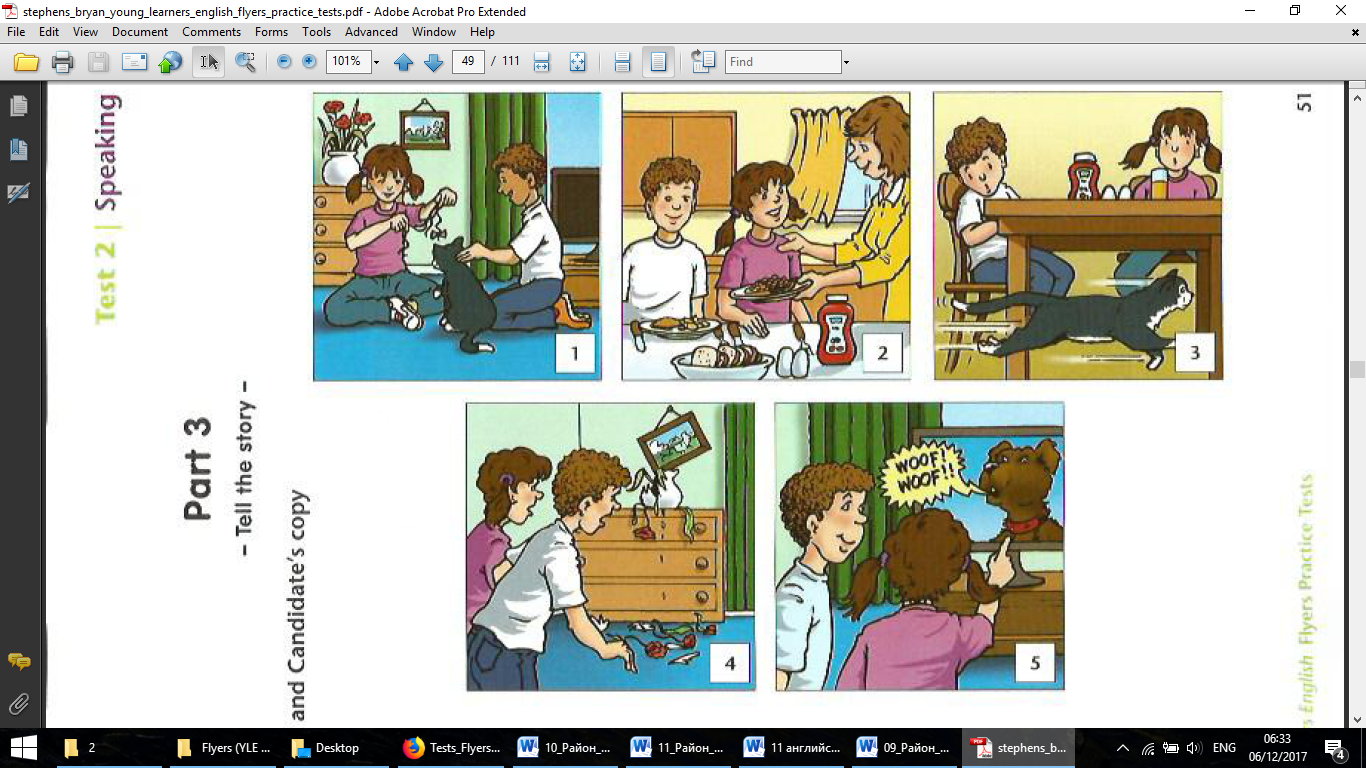 stephens_bryan_young_learners_english_flyers_practice_tests.pdf - Adobe Acrobat Pro Extended
File Edit View Document Comments Forms Tools Advanced Window Help
101% 49 / 111 Find
Test 2 | Speaking
Part 3
– Tell the story –
and Candidate's copy
1
2
3
4
WOOF!
WOOF!!
5
51
English Flyers Practice Tests
2 Flyers (YLE ... Desktop Tests_Flyers... 10_Район_... 11_Район_... 11 английс... 09_Район_... stephens_b... ENG
06:33
06/12/2017
4